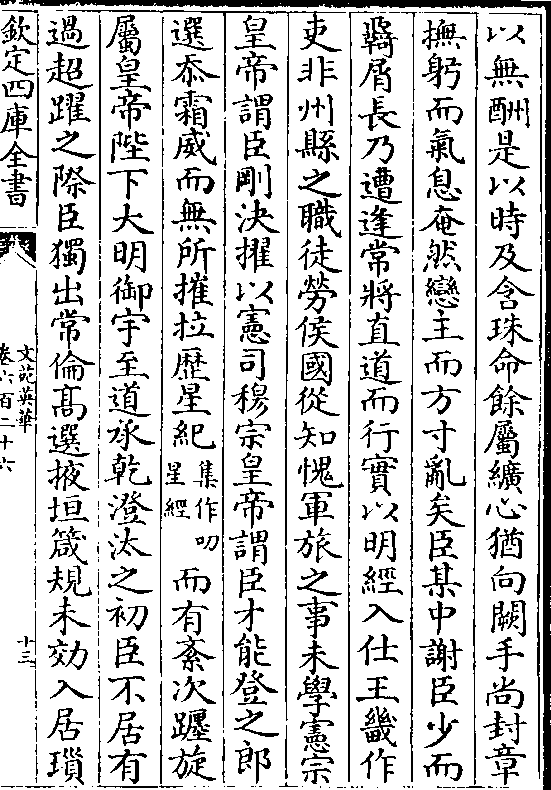 以無酬是以時及含珠命餘屬纊心猶向闕手尚封章
撫躬而氣息奄然戀主而方寸亂矣臣某中謝臣少而
羇屑長乃遭逢常將直道而行實以明經入仕王畿作
吏非州縣之職徒勞侯國從知愧軍旅之事未學憲宗
皇帝謂臣剛決擢以憲司穆宗皇帝謂臣才能登之郎
選忝霜威而無所摧拉歴星紀集作叨星經而有紊次躔旋
屬皇帝陛下大明御宇至道承乾澄汰之初臣不居有
過超躍之際臣獨出常倫髙選掖垣箴規未効入居瑣
欽定四庫全書
文苑英華
卷六百二十六
十三